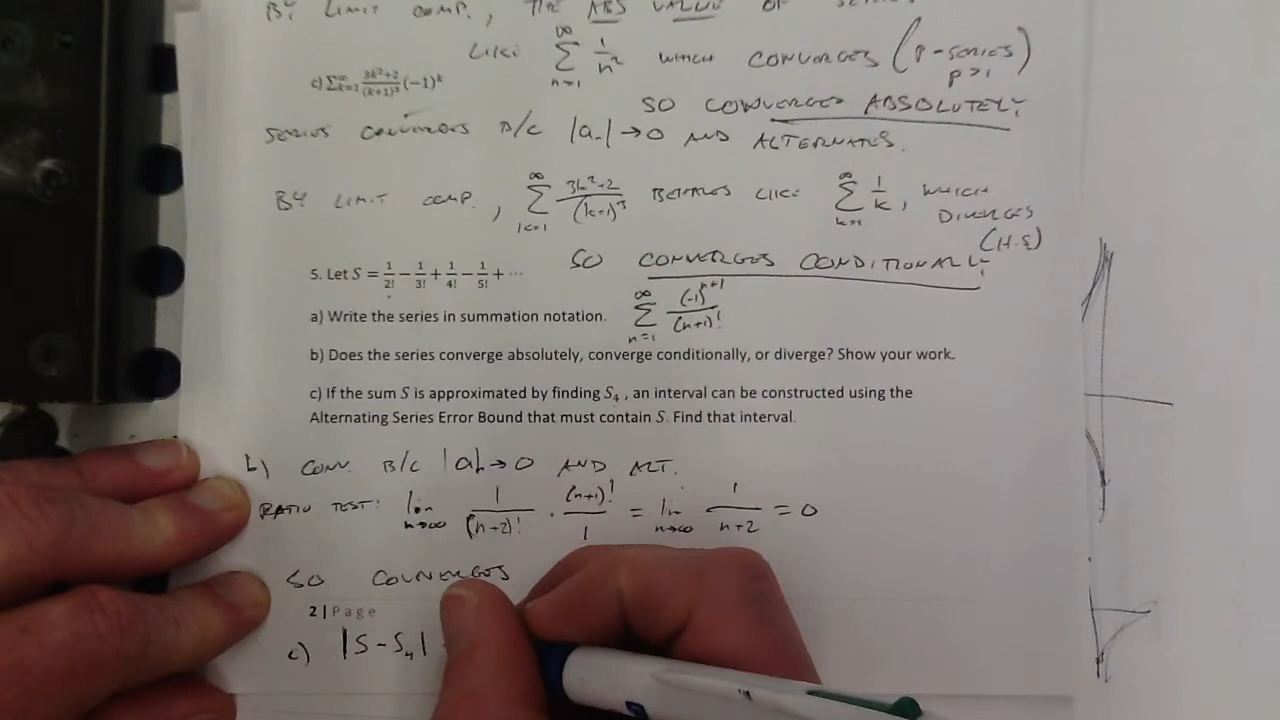 BY LIMIT COMP., THE ABS VALUE OF
LIKE ∑_{n=1}^{∞} 1/n² WHICH CONVERGES (P-SERIES) P>1
c) ∑_{k=1}^{∞} (3k²+2)/(k+1)³ (-1)^k
SO CONVERGES ABSOLUTELY.
SERIES CONVERGES B/C |aₙ|→0 AND ALTERNATES.
BY LIMIT COMP., ∑_{k=1}^{∞} (3k²+2)/(k+1)³ BEHAVES LIKE ∑_{k=1}^{∞} 1/k, WHICH
DIVERGES
(H.S)
SO CONVERGES CONDITIONALLY.
5. Let S = 1/2! − 1/3! + 1/4! − 1/5! + ⋯
a) Write the series in summation notation. ∑_{n=1}^{∞} (-1)^{n+1}/(n+1)!
b) Does the series converge absolutely, converge conditionally, or diverge? Show your work.
c) If the sum S is approximated by finding S₄ , an interval can be constructed using the
Alternating Series Error Bound that must contain S. Find that interval.
b) CONV. B/C |aₙ|→0 AND ALT.
RATIO TEST: lim_{n→∞} 1/(n+2)! · (n+1)!/1 = lim_{n→∞} 1/(n+2) = 0
SO CONVERGES
2 | Page
c) |S-S₄|